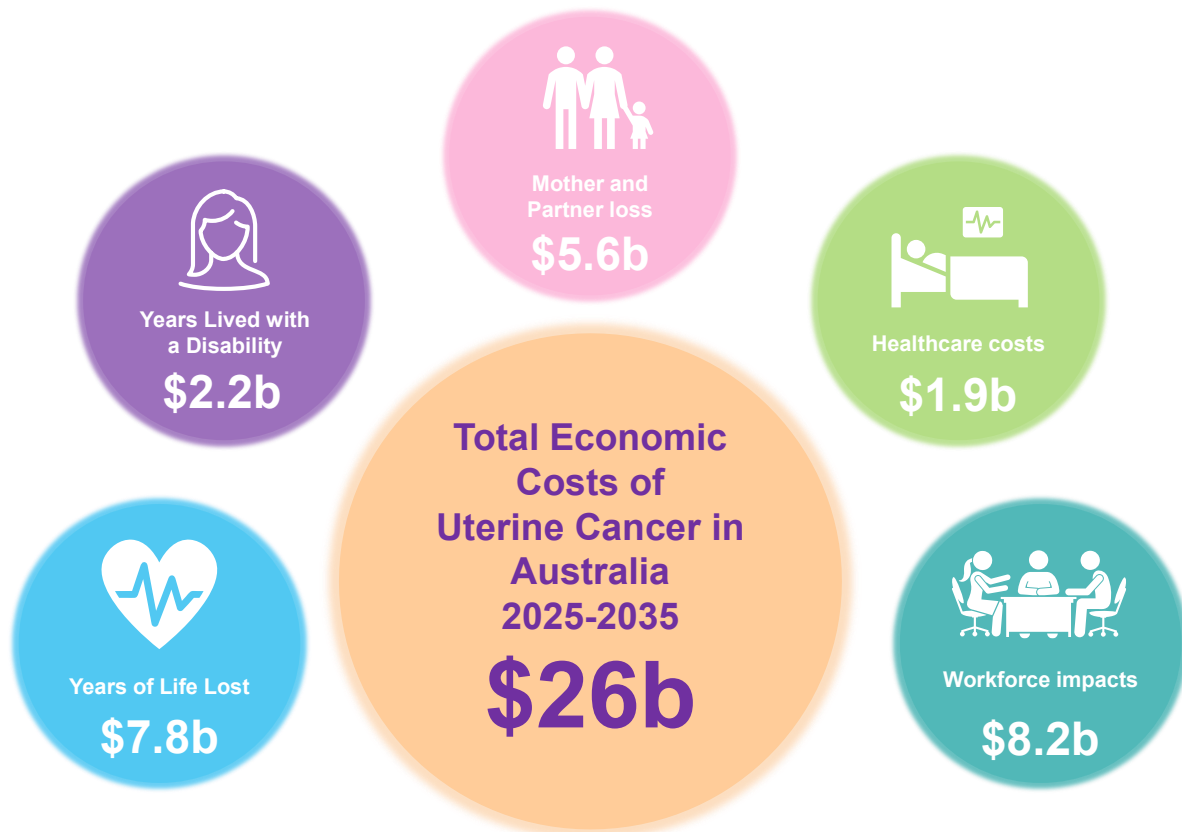 Mother and
Partner loss
$5.6b
Years Lived with
a Disability
$2.2b
Healthcare costs
$1.9b
Total Economic
Costs of
Uterine Cancer in
Australia
2025-2035
$26b
Years of Life Lost
$7.8b
Workforce impacts
$8.2b